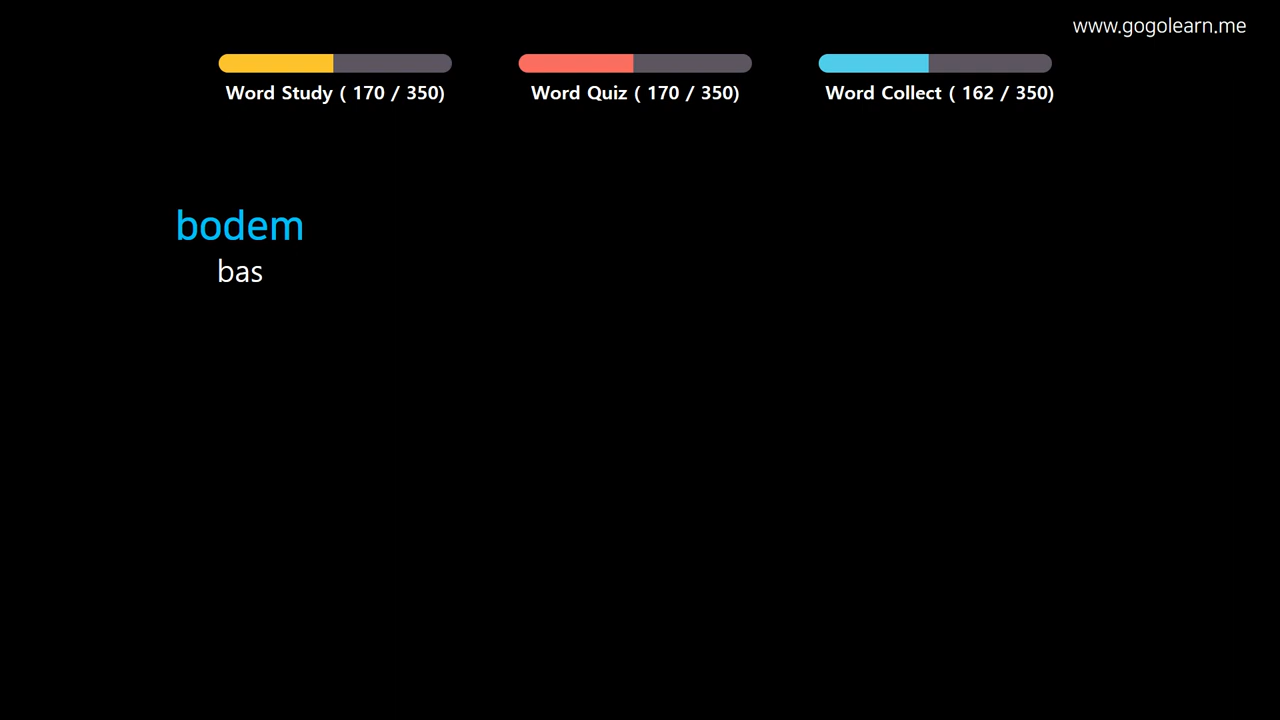 www.gogolearn.me
Word Study ( 170 / 350)
Word Quiz ( 170 / 350)
Word Collect ( 162 / 350)
bodem
bas